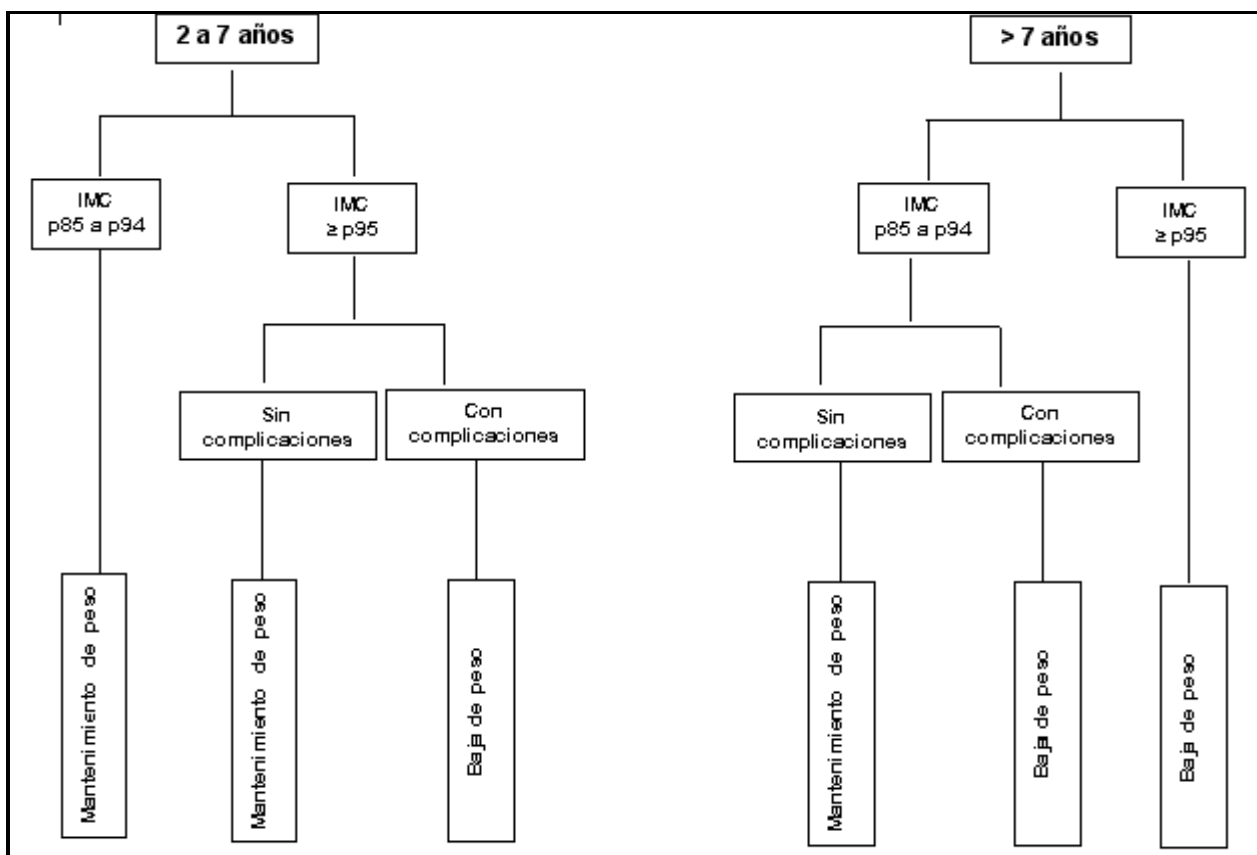 2 a 7 años
> 7 años
IMC
p85 a p94
IMC
≥ p95
IMC
p85 a p94
IMC
≥ p95
Sin
complicaciones
Con
complicaciones
Sin
complicaciones
Con
complicaciones
Mantenimiento de peso
Mantenimiento de peso
Baja de peso
Mantenimiento de peso
Baja de peso
Baja de peso